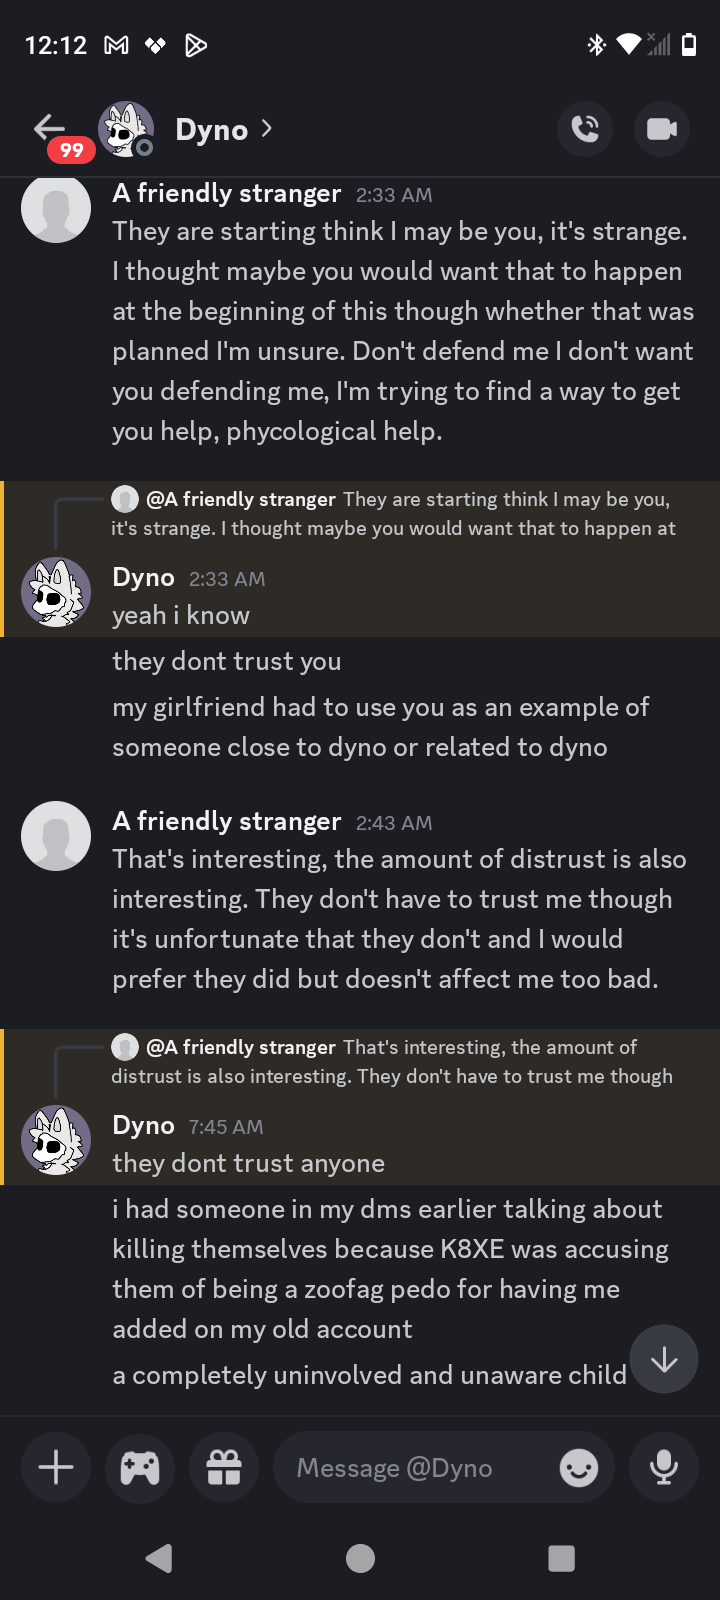 12:12
99
Dyno
A friendly stranger 2:33 AM
They are starting think I may be you, it's strange.
I thought maybe you would want that to happen
at the beginning of this though whether that was
planned I'm unsure. Don't defend me I don't want
you defending me, I'm trying to find a way to get
you help, phycological help.
@A friendly stranger They are starting think I may be you,
it's strange. I thought maybe you would want that to happen at
Dyno 2:33 AM
yeah i know
they dont trust you
my girlfriend had to use you as an example of
someone close to dyno or related to dyno
A friendly stranger 2:43 AM
That's interesting, the amount of distrust is also
interesting. They don't have to trust me though
it's unfortunate that they don't and I would
prefer they did but doesn't affect me too bad.
@A friendly stranger That's interesting, the amount of
distrust is also interesting. They don't have to trust me though
Dyno 7:45 AM
they dont trust anyone
i had someone in my dms earlier talking about
killing themselves because K8XE was accusing
them of being a zoofag pedo for having me
added on my old account
a completely uninvolved and unaware child
Message @Dyno